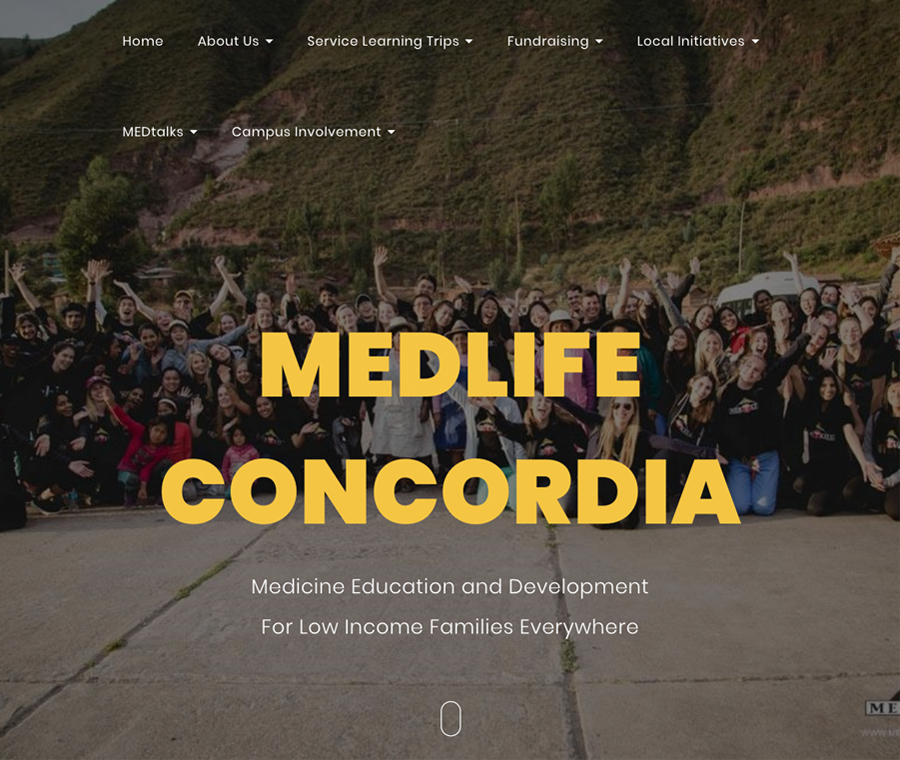 Home About Us Service Learning Trips Fundraising Local Initiatives
MEDtalks Campus Involvement
MEDLIFE
CONCORDIA
Medicine Education and Development
For Low Income Families Everywhere